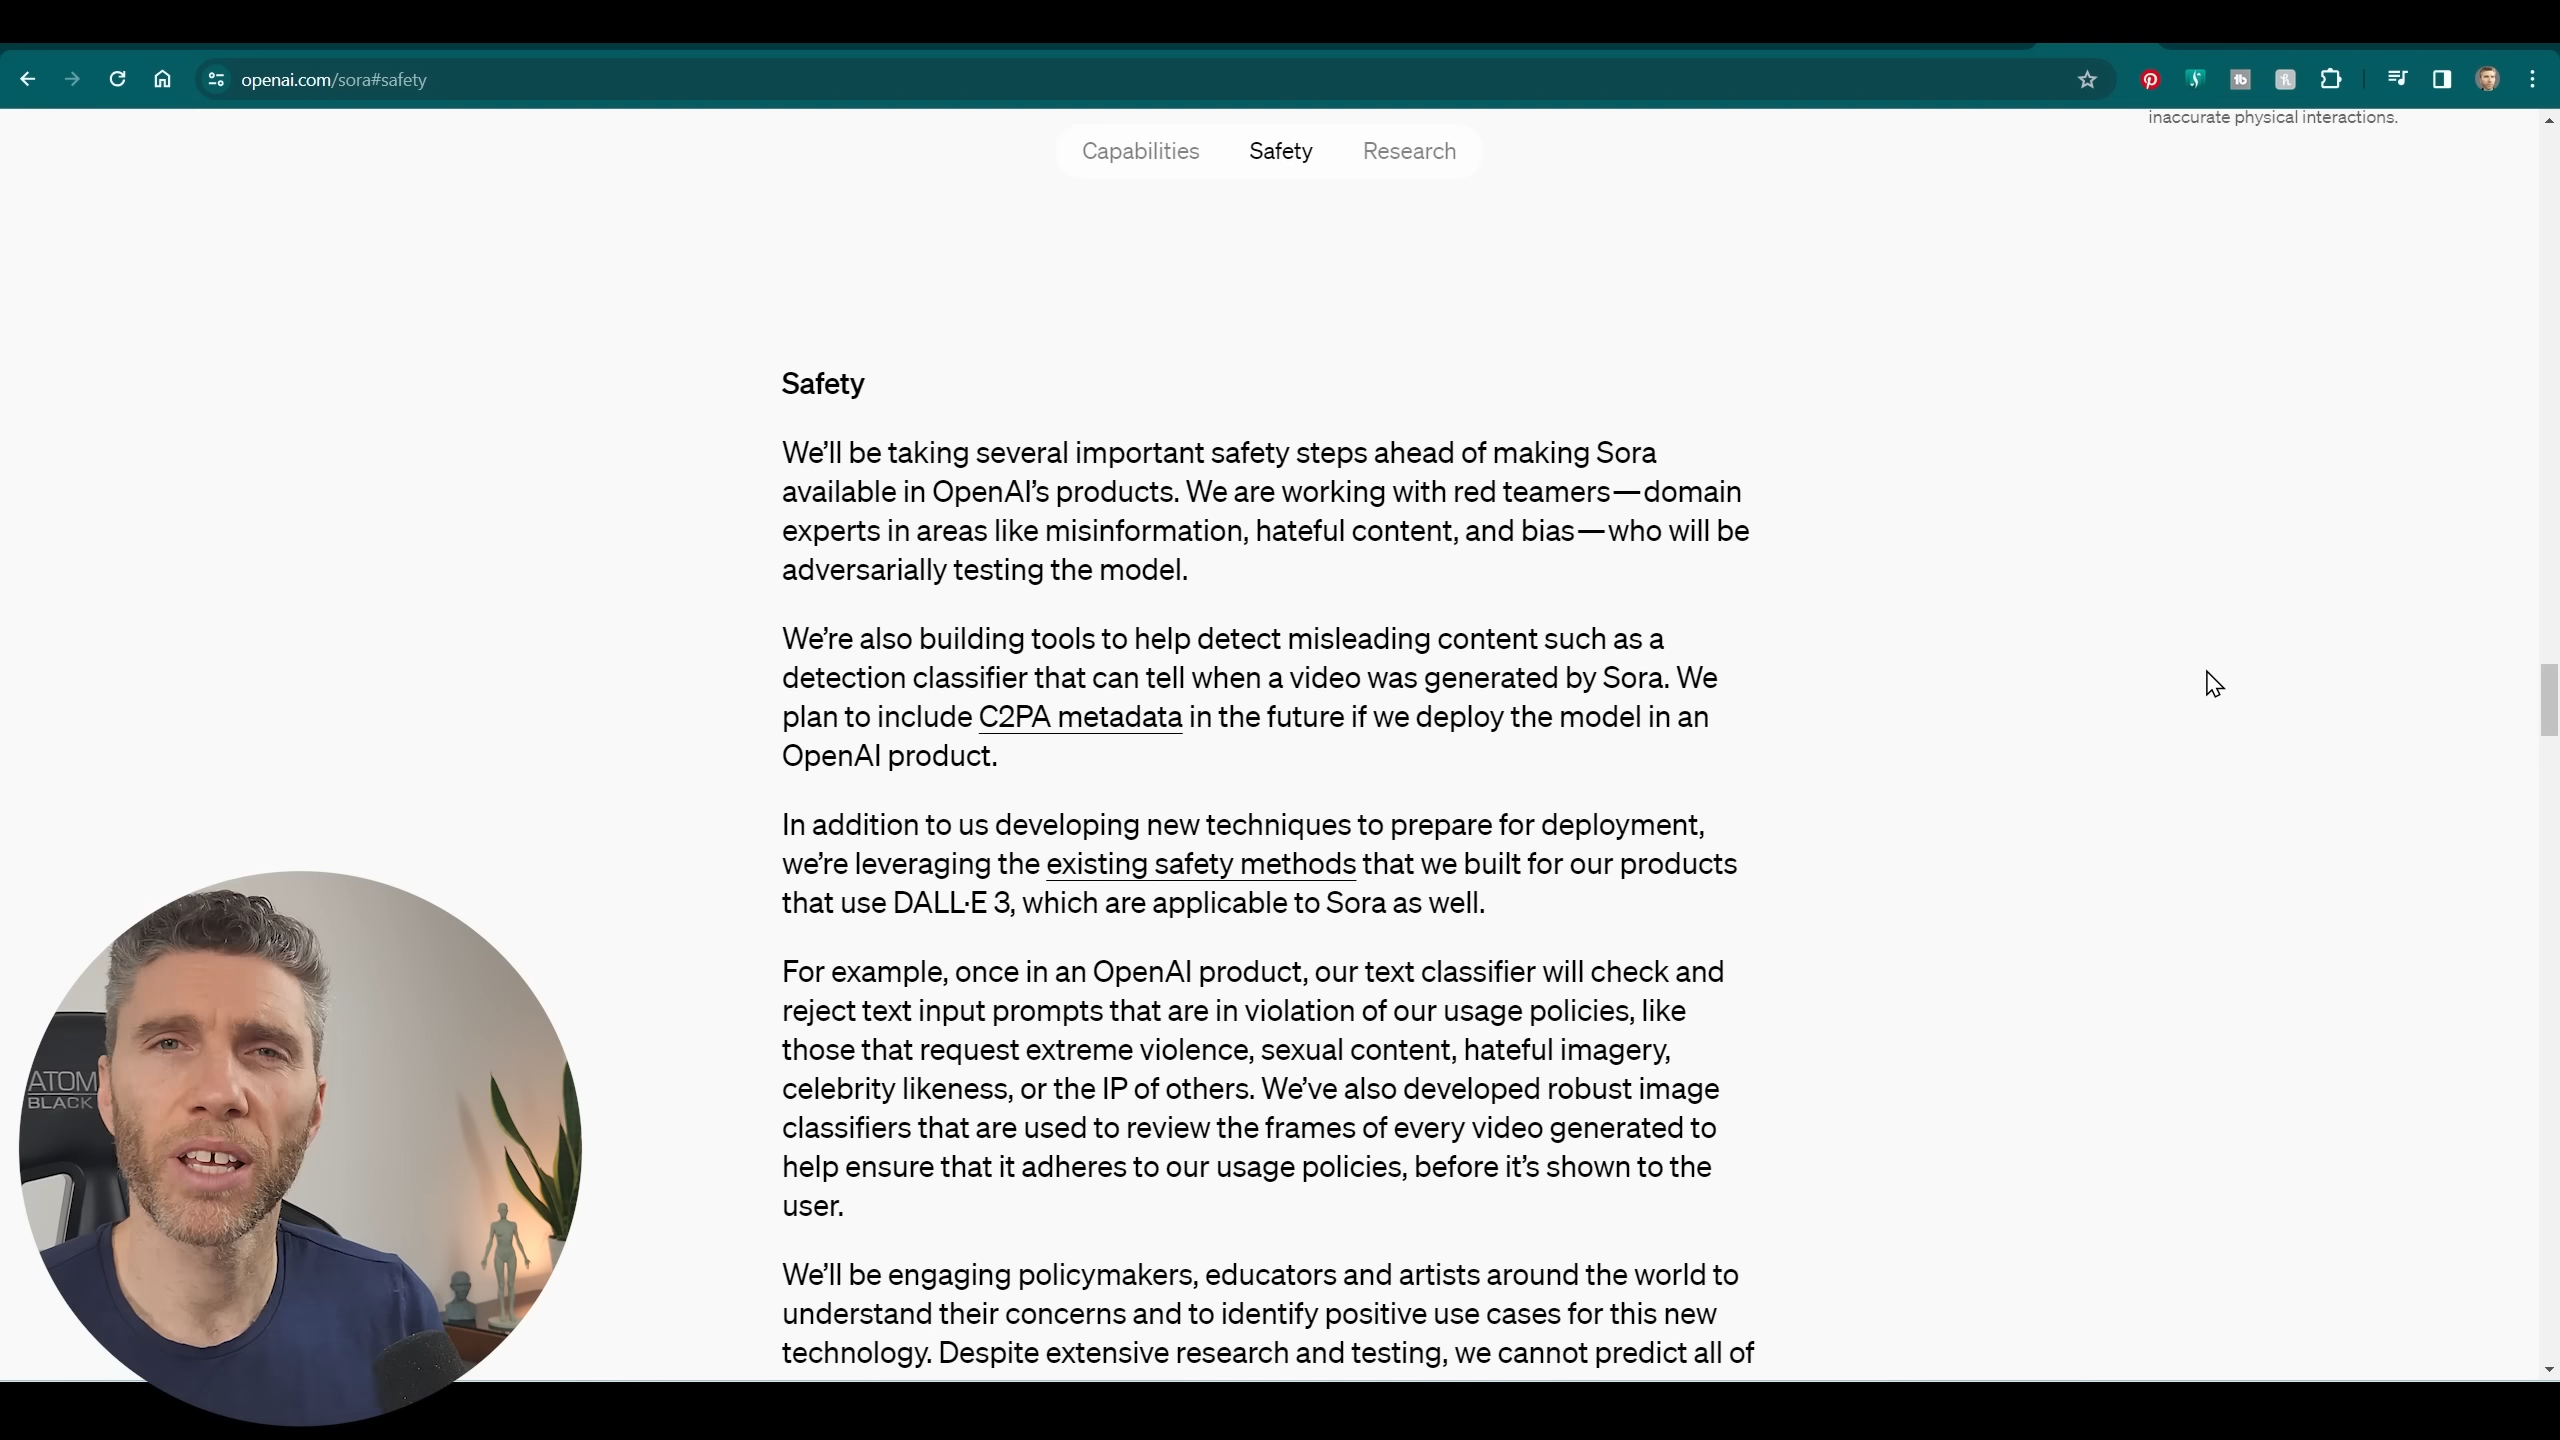 openai.com/sora#safety
inaccurate physical interactions.
Capabilities Safety Research
Safety
We’ll be taking several important safety steps ahead of making Sora
available in OpenAI’s products. We are working with red teamers—domain
experts in areas like misinformation, hateful content, and bias—who will be
adversarially testing the model.
We’re also building tools to help detect misleading content such as a
detection classifier that can tell when a video was generated by Sora. We
plan to include C2PA metadata in the future if we deploy the model in an
OpenAI product.
In addition to us developing new techniques to prepare for deployment,
we’re leveraging the existing safety methods that we built for our products
that use DALL·E 3, which are applicable to Sora as well.
For example, once in an OpenAI product, our text classifier will check and
reject text input prompts that are in violation of our usage policies, like
those that request extreme violence, sexual content, hateful imagery,
celebrity likeness, or the IP of others. We’ve also developed robust image
classifiers that are used to review the frames of every video generated to
help ensure that it adheres to our usage policies, before it’s shown to the
user.
We’ll be engaging policymakers, educators and artists around the world to
understand their concerns and to identify positive use cases for this new
technology. Despite extensive research and testing, we cannot predict all of
ATOM
BLACK